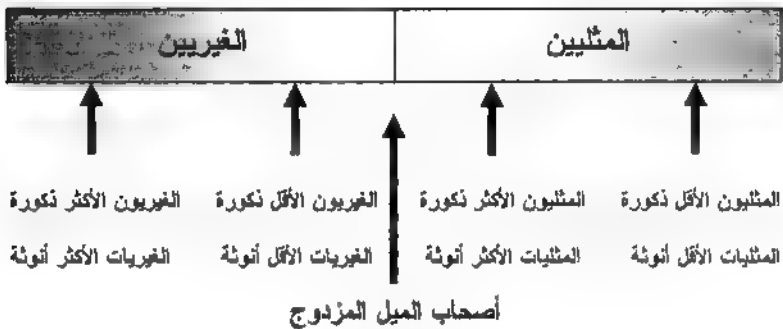 المثليين
الغيريين
المثليون الأقل ذكورة
المثليات الأقل أنوثة
المثليون الأكثر ذكورة
المثليات الأكثر أنوثة
الغيريون الأقل ذكورة
الغيريات الأقل أنوثة
الغيريون الأكثر ذكورة
الغيريات الأكثر أنوثة
أصحاب الميل المزدوج